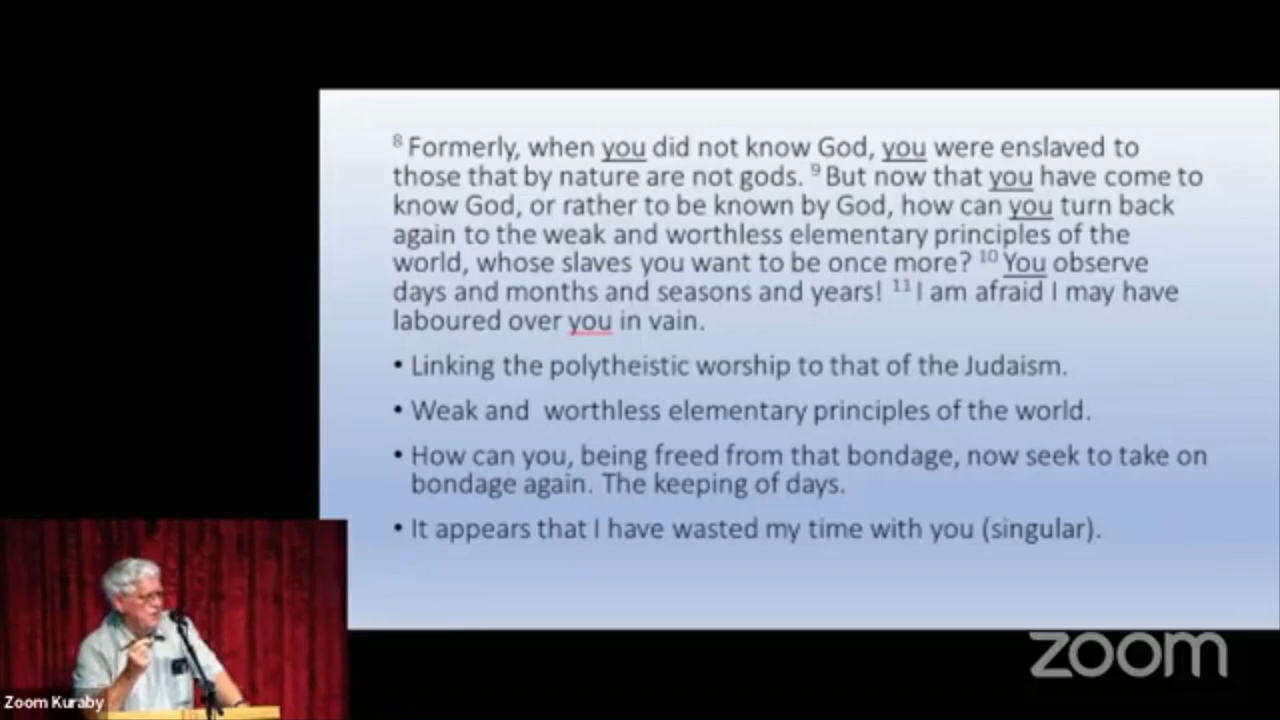 ⁸ Formerly, when you did not know God, you were enslaved to
those that by nature are not gods. ⁹ But now that you have come to
know God, or rather to be known by God, how can you turn back
again to the weak and worthless elementary principles of the
world, whose slaves you want to be once more? ¹⁰ You observe
days and months and seasons and years! ¹¹ I am afraid I may have
laboured over you in vain.
• Linking the polytheistic worship to that of the Judaism.
• Weak and  worthless elementary principles of the world.
• How can you, being freed from that bondage, now seek to take on
bondage again. The keeping of days.
• It appears that I have wasted my time with you (singular).
Zoom Kuraby
zoom